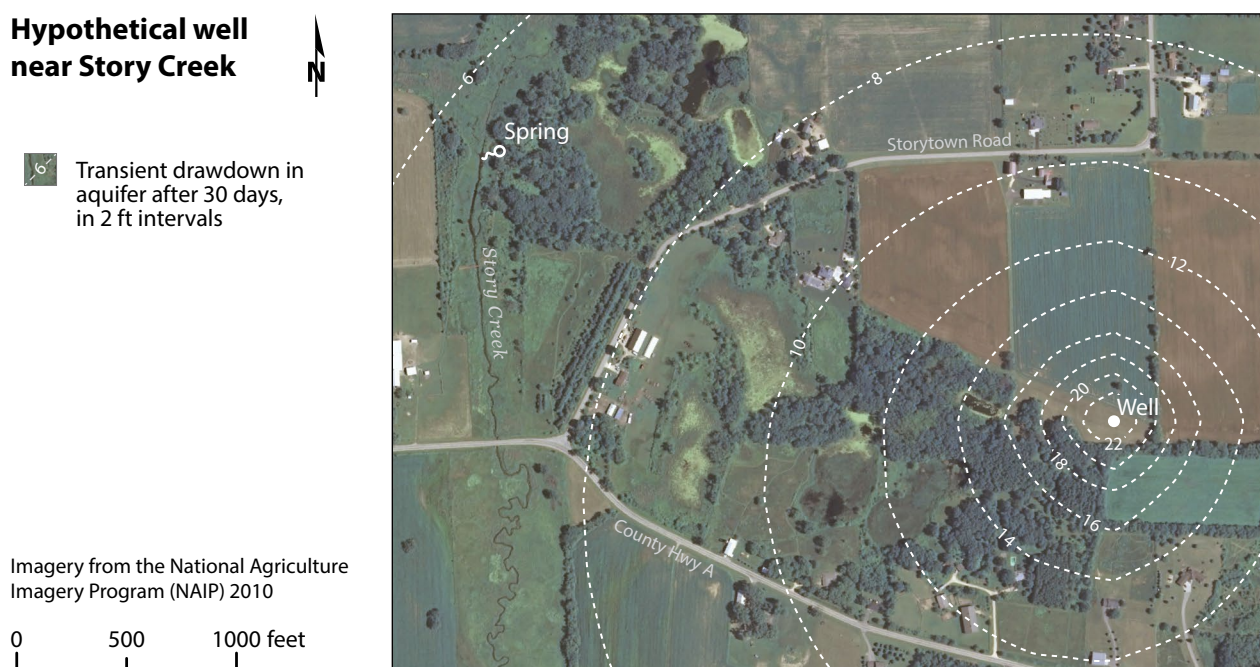 Hypothetical well
near Story Creek
N
6
Transient drawdown in
aquifer after 30 days,
in 2 ft intervals
Imagery from the National Agriculture
Imagery Program (NAIP) 2010
0 500 1000 feet
6
8
Spring
Storytown Road
Story Creek
12
10
20
Well
22
18
16
14
County Hwy A